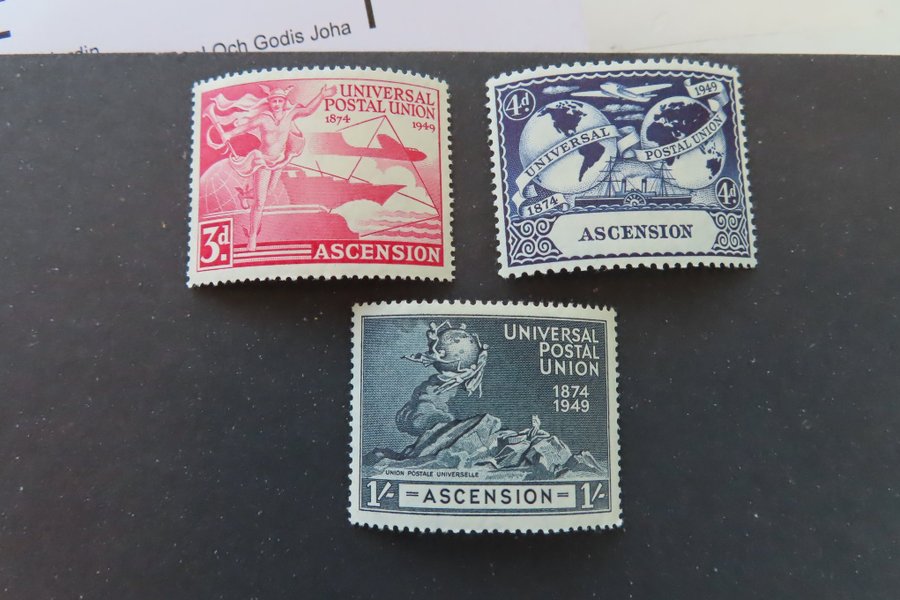 Och Godis Joha
UNIVERSAL
POSTAL UNION
1874 1949
3d.
ASCENSION
4d
1949
UNIVERSAL
POSTAL UNION
1874
4d
ASCENSION
UNIVERSAL
POSTAL
UNION
1874
1949
UNION POSTALE UNIVERSELLE
1/- =ASCENSION= 1/-